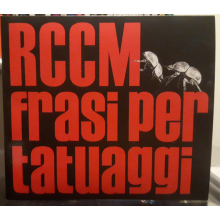 RCCM
frasi per
tatuaggi